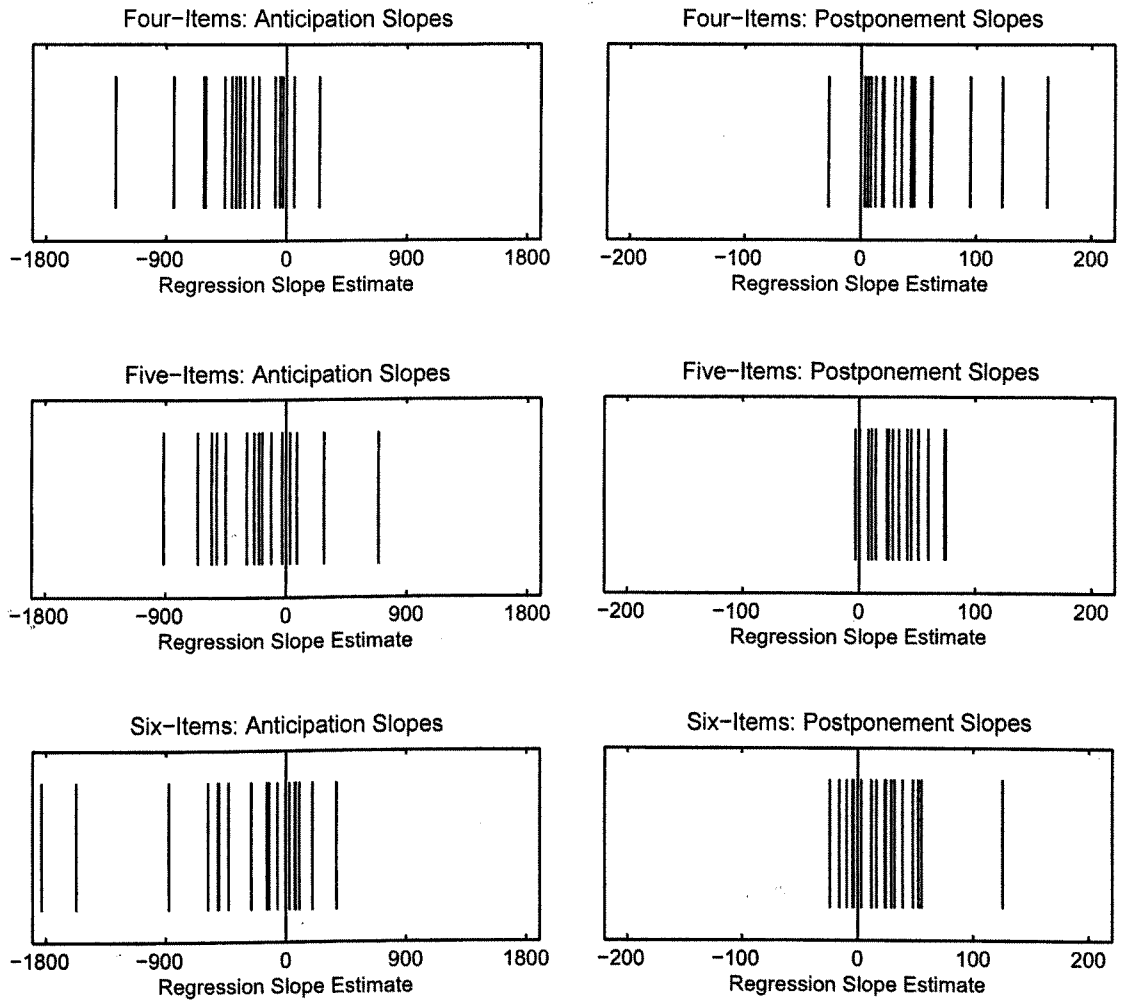 Four−Items: Anticipation Slopes
−1800 −900 0 900 1800
Regression Slope Estimate
Four−Items: Postponement Slopes
−200 −100 0 100 200
Regression Slope Estimate
Five−Items: Anticipation Slopes
−1800 −900 0 900 1800
Regression Slope Estimate
Five−Items: Postponement Slopes
−200 −100 0 100 200
Regression Slope Estimate
Six−Items: Anticipation Slopes
−1800 −900 0 900 1800
Regression Slope Estimate
Six−Items: Postponement Slopes
−200 −100 0 100 200
Regression Slope Estimate